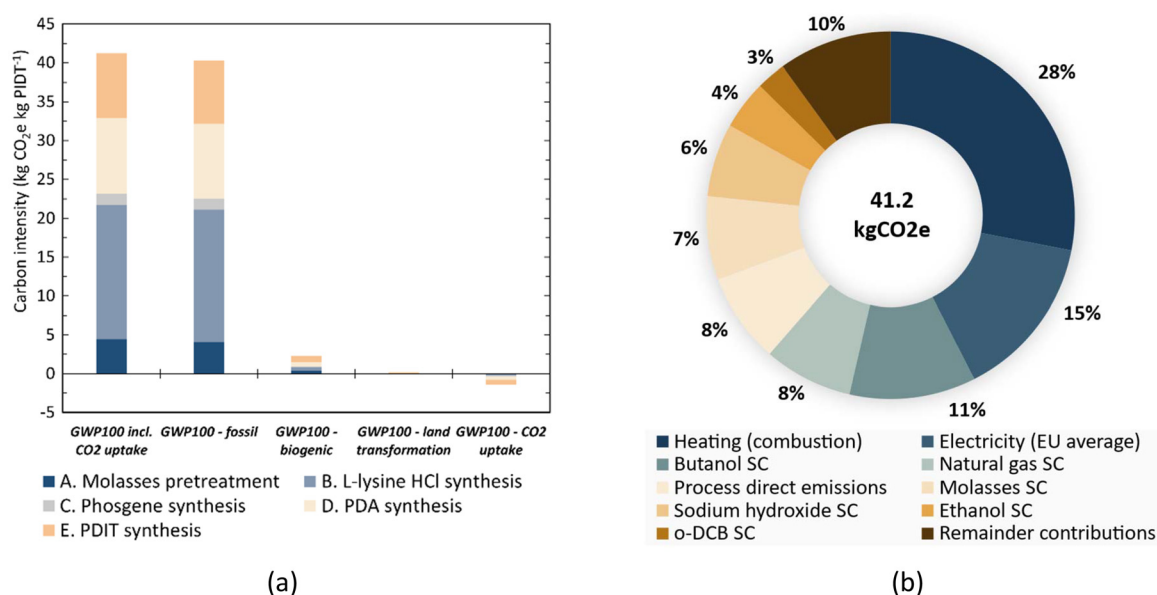 45
40
35
30
25
20
15
10
5
0
-5
Carbon intensity (kg CO2e kg PIDT-1)
GWP100 incl. CO2 uptake
GWP100 - fossil
GWP100 - biogenic
GWP100 - land transformation
GWP100 - CO2 uptake
A. Molasses pretreatment
B. L-lysine HCl synthesis
C. Phosgene synthesis
D. PDA synthesis
E. PDIT synthesis
(a)
10%
3%
4%
6%
7%
8%
8%
11%
15%
28%
41.2
kgCO2e
Heating (combustion)
Electricity (EU average)
Butanol SC
Natural gas SC
Process direct emissions
Molasses SC
Sodium hydroxide SC
Ethanol SC
o-DCB SC
Remainder contributions
(b)